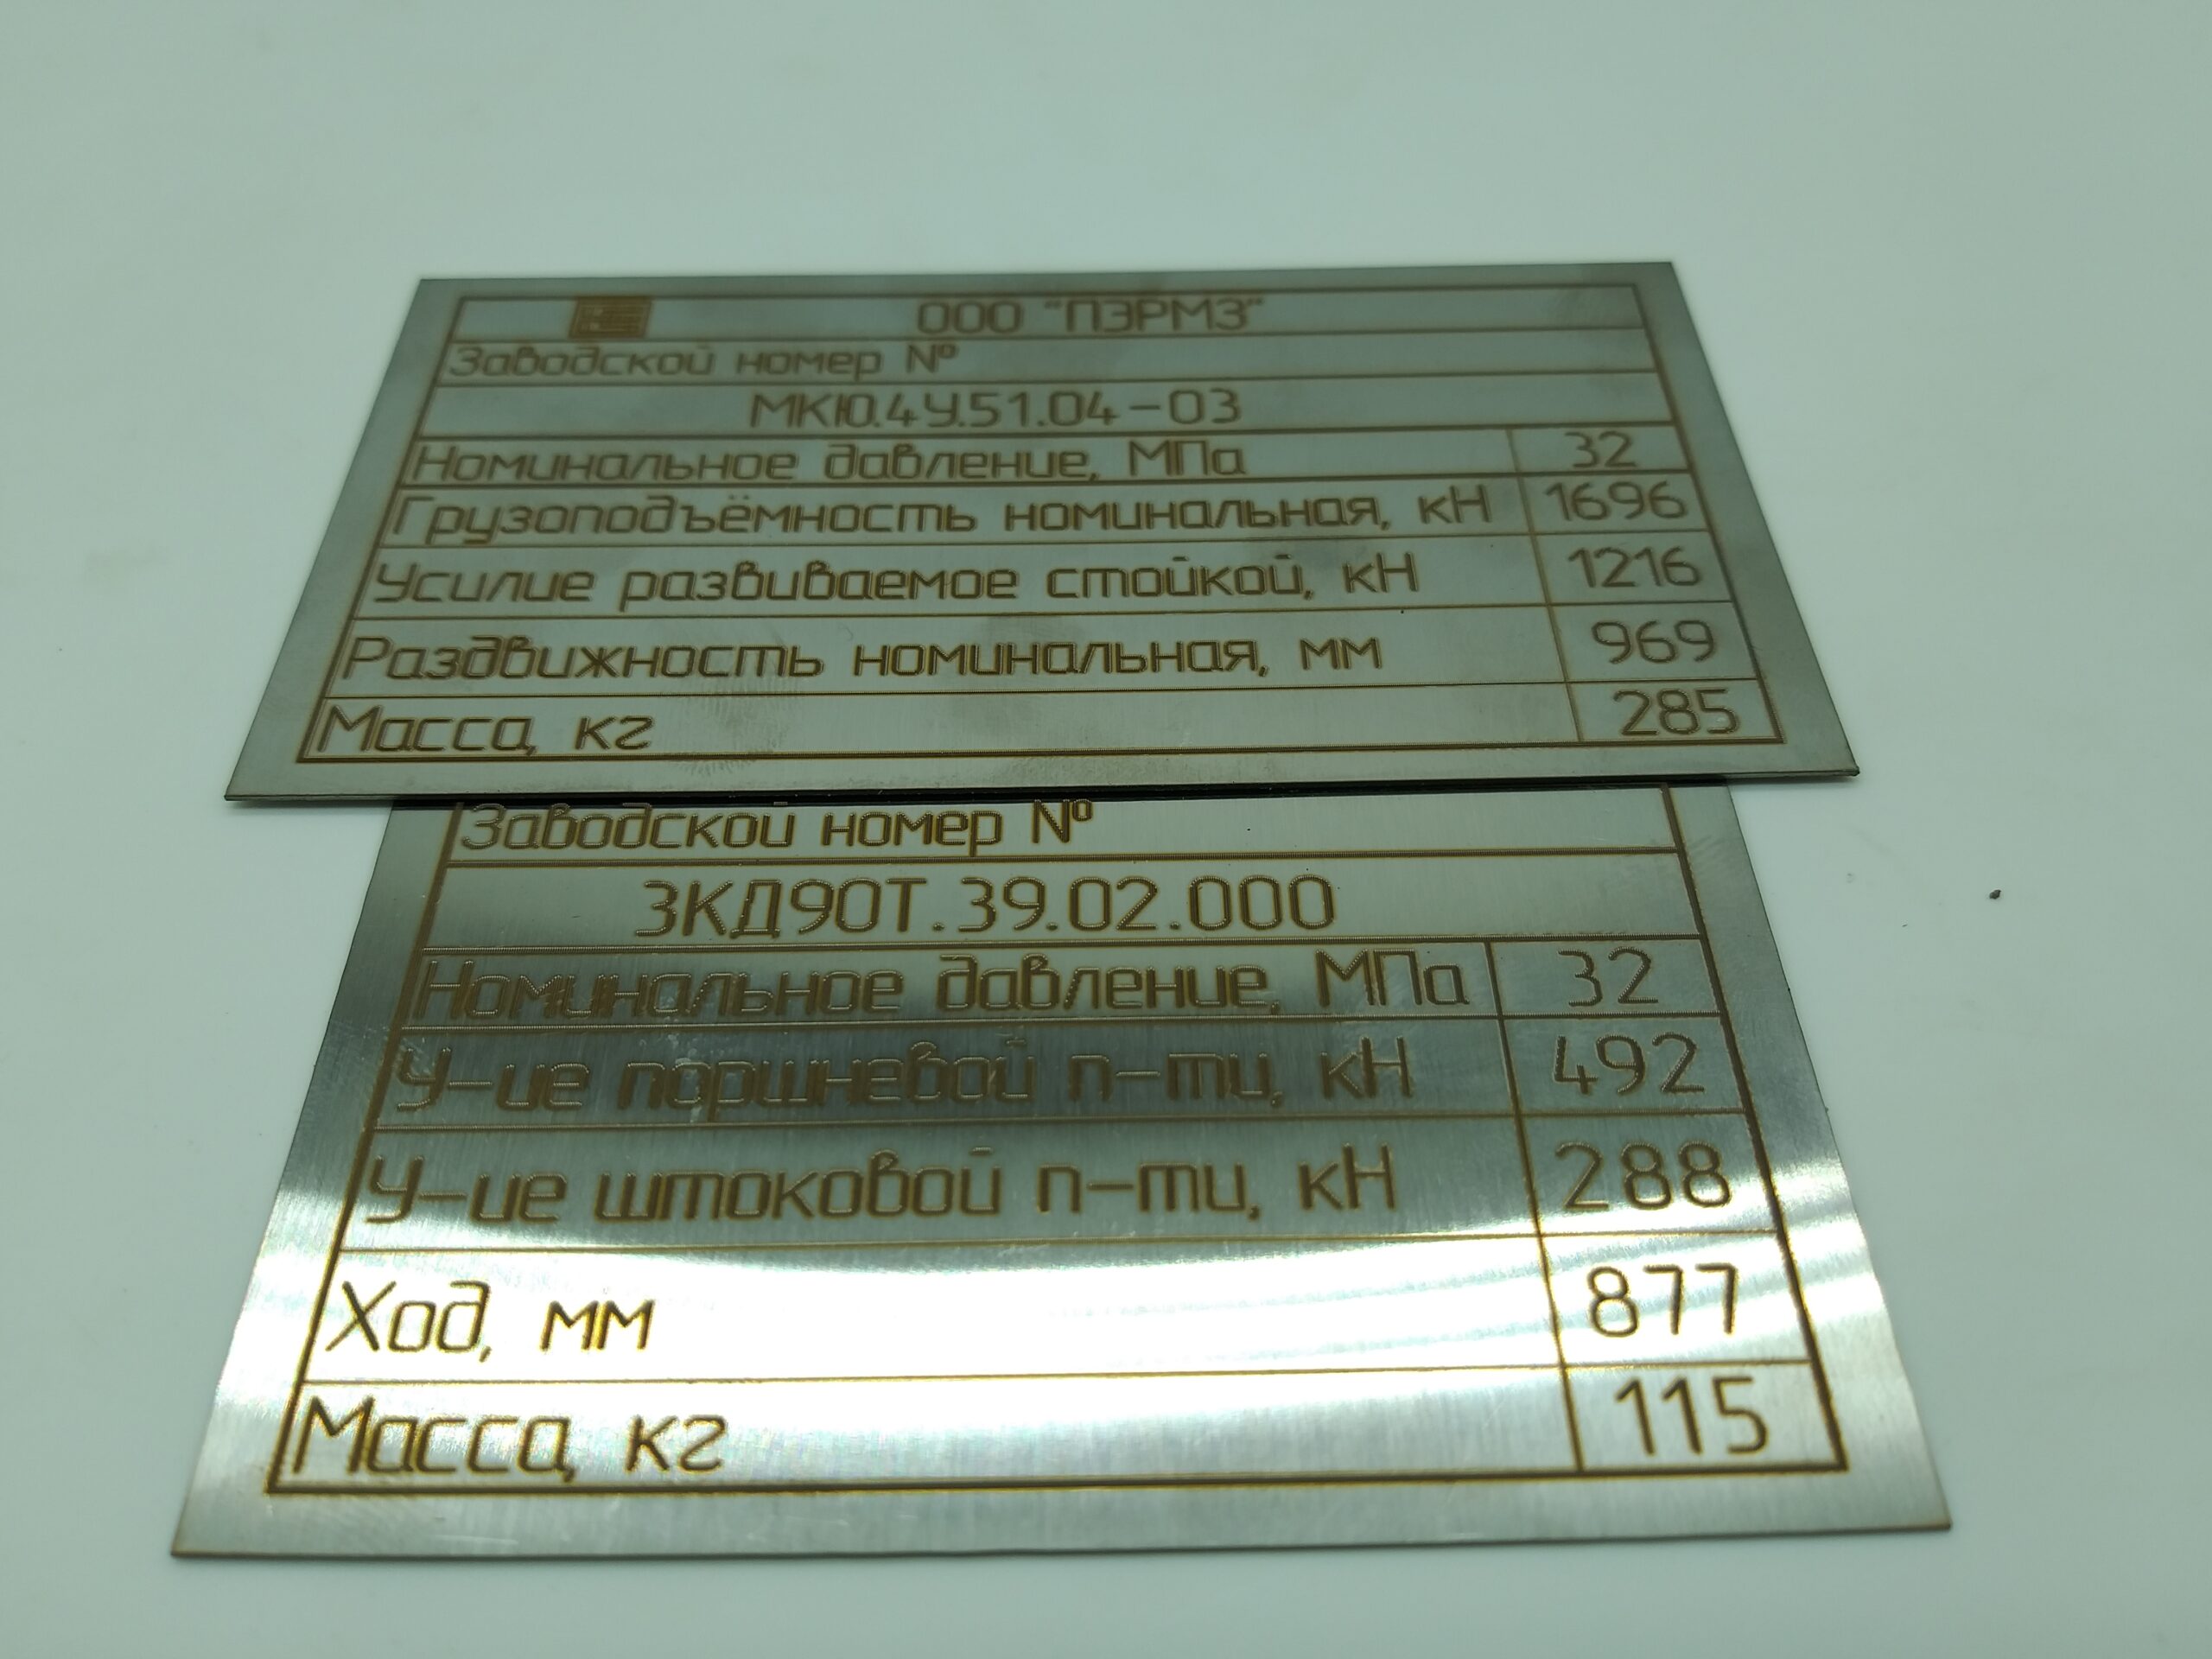 ООО "ПЭРМЗ"
Заводской номер №
МКЮ.4У.51.04-03
Номинальное давление, МПа 32
Грузоподъёмность номинальная, кН 1696
Усилие развиваемое стойкой, кН 1216
Раздвижность номинальная, мм 969
Масса, кг 285
Заводской номер №
3КД90Т.39.02.000
Номинальное давление, МПа 32
У-ие поршневой п-ти, кН 492
У-ие штоковой п-ти, кН 288
Ход, мм 877
Масса, кг 115